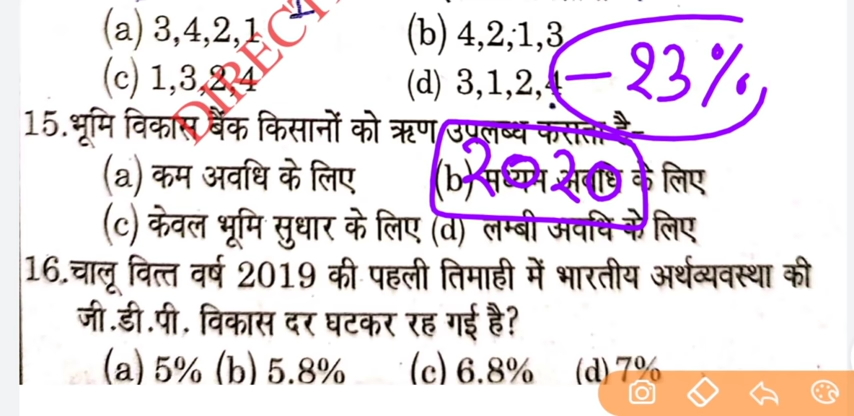 (a) 3,4,2,1 (b) 4,2,1,3
(c) 1,3,2,4 (d) 3,1,2,4
DIRECT
-23%
15.भूमि विकास बैंक किसानों को ऋण उपलब्ध कराता है-
2020
(a) कम अवधि के लिए (b) मध्यम अवधि के लिए
(c) केवल भूमि सुधार के लिए (d) लम्बी अवधि के लिए
16.चालू वित्त वर्ष 2019 की पहली तिमाही में भारतीय अर्थव्यवस्था की
जी.डी.पी. विकास दर घटकर रह गई है?
(a) 5% (b) 5.8% (c) 6.8% (d) 7%